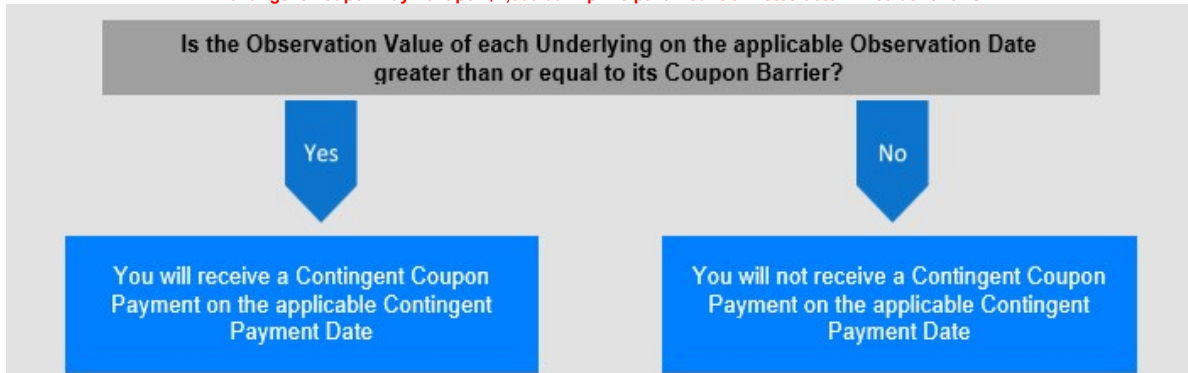 Is the Observation Value of each Underlying on the applicable Observation Date
greater than or equal to its Coupon Barrier?
Yes
No
You will receive a Contingent Coupon
Payment on the applicable Contingent
Payment Date
You will not receive a Contingent Coupon
Payment on the applicable Contingent
Payment Date